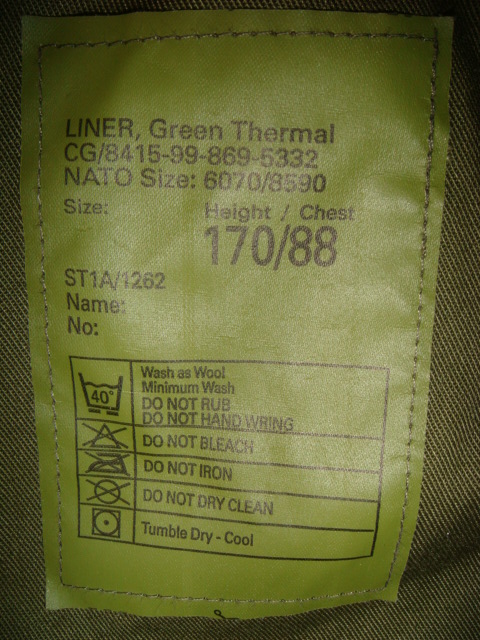 LINER, Green Thermal
CG/8415-99-869-5332
NATO Size: 6070/8590
Size: Height / Chest
170/88
ST1A/1262
Name:
No:
40°
Wash as Wool
Minimum Wash
DO NOT RUB
DO NOT HAND WRING
DO NOT BLEACH
DO NOT IRON
DO NOT DRY CLEAN
Tumble Dry - Cool